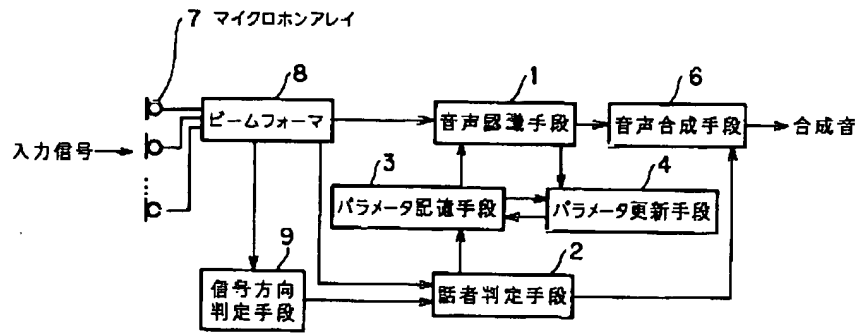 7 マイクロホンアレイ
8
1
6
ビームフォーマ
音声認識手段
音声合成手段
合成音
入力信号
3
4
パラメータ記憶手段
パラメータ更新手段
9
2
信号方向
判定手段
話者判定手段